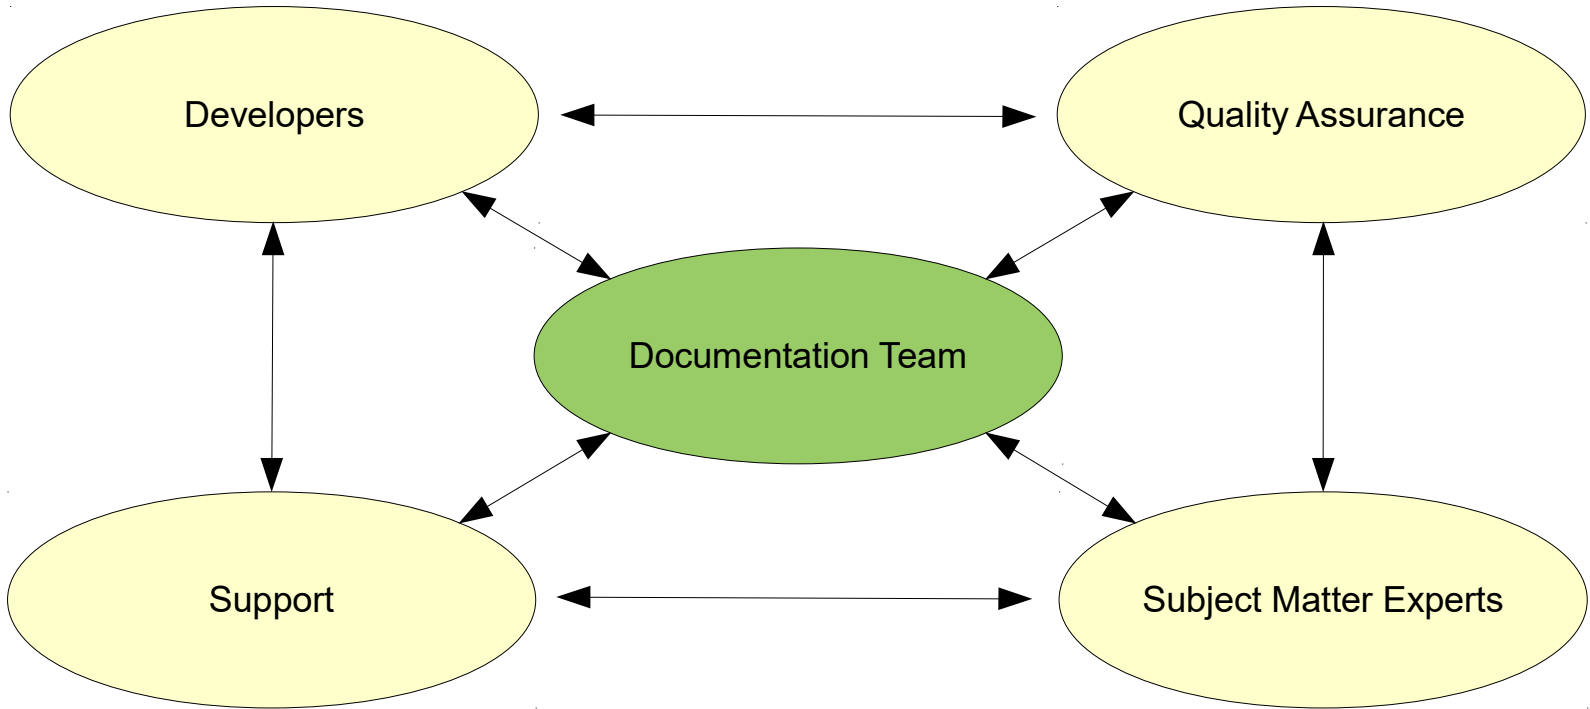 Developers
Quality Assurance
Documentation Team
Support
Subject Matter Experts